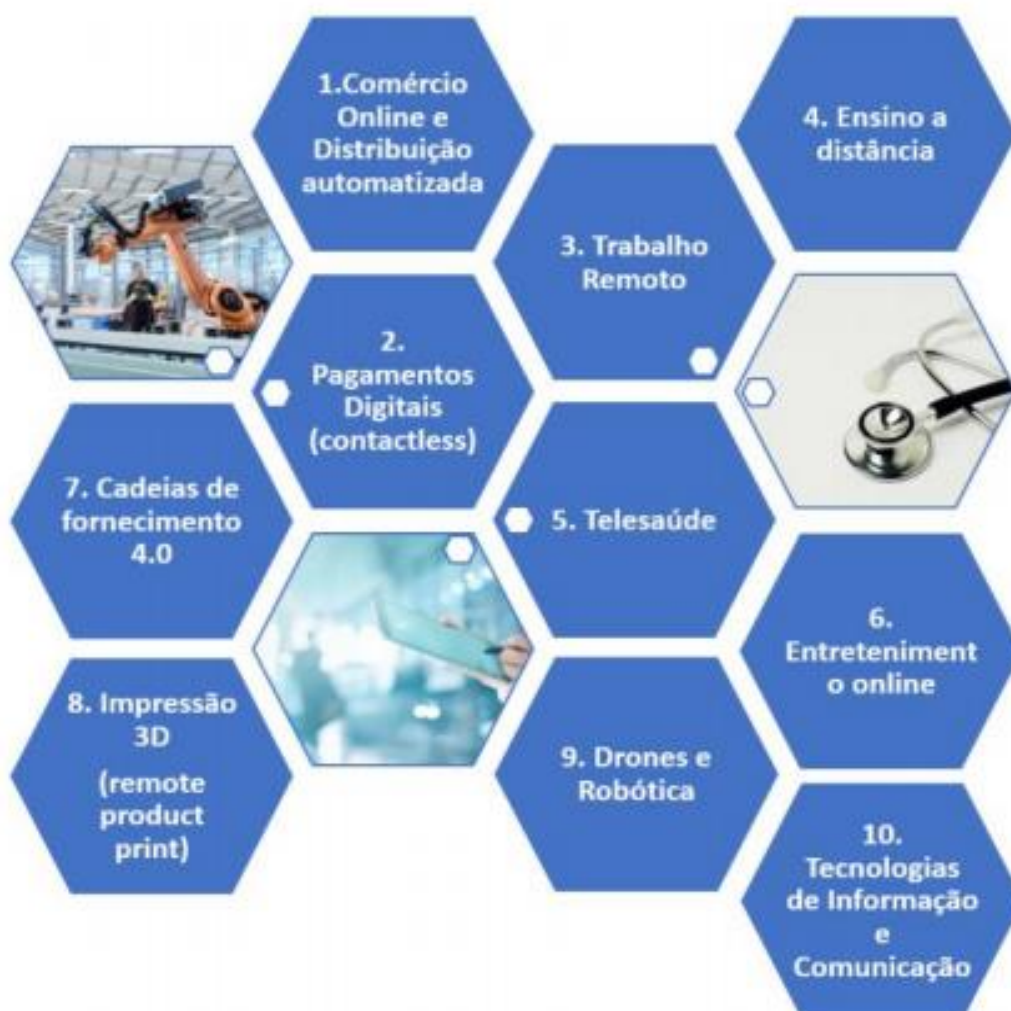 1.Comércio
Online e
Distribuição
automatizada
2.
Pagamentos
Digitais
(contactless)
3. Trabalho
Remoto
4. Ensino a
distância
5. Telesaúde
6.
Entreteniment
o online
7. Cadeias de
fornecimento
4.0
8. Impressão
3D
(remote
product
print)
9. Drones e
Robótica
10.
Tecnologias
de Informação
e
Comunicação